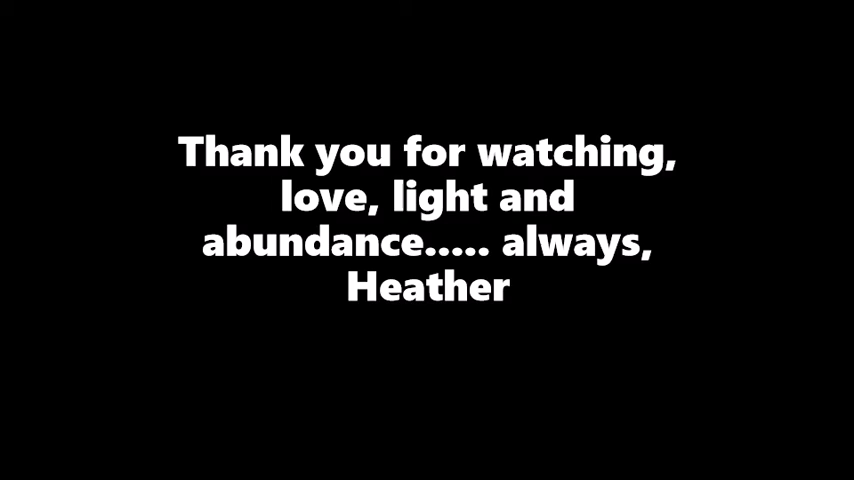 Thank you for watching,
love, light and
abundance..... always,
Heather